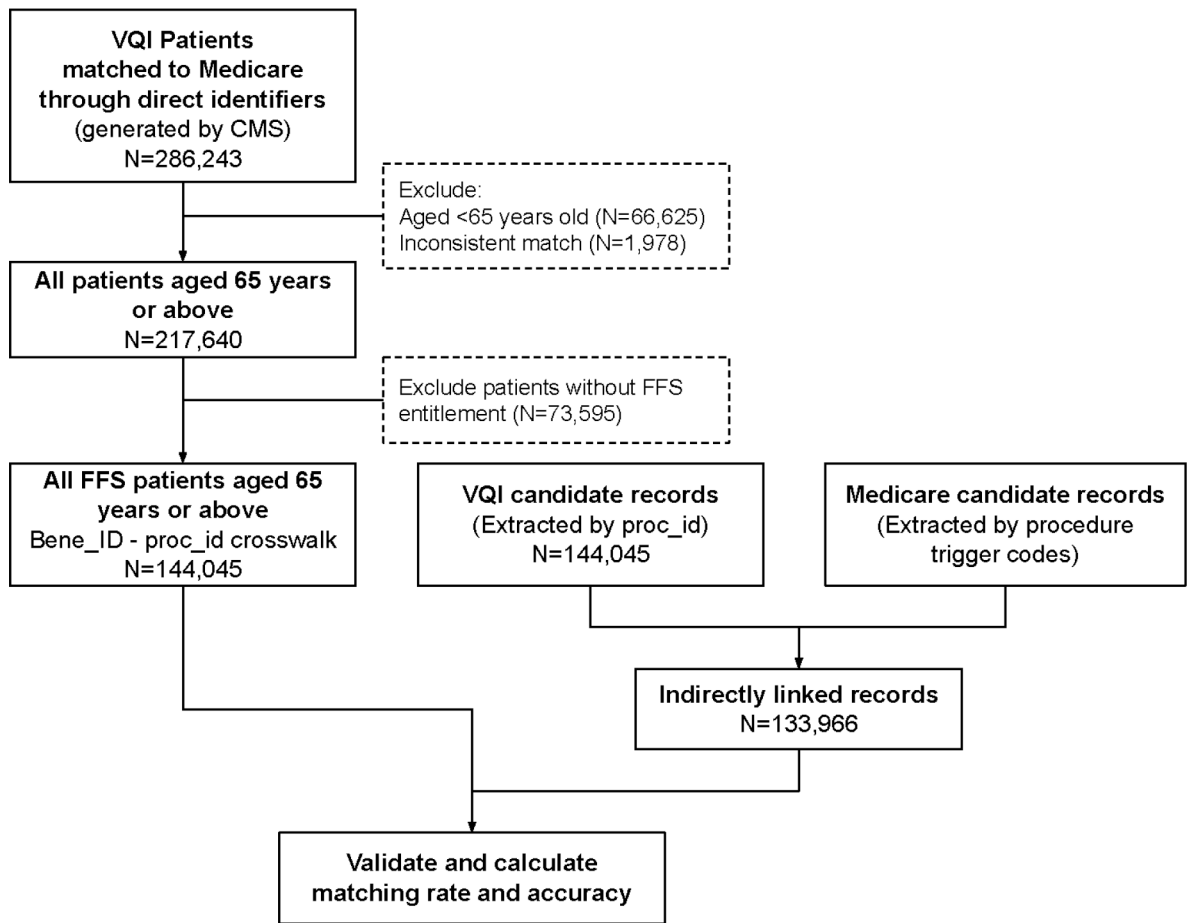 VQI Patients
matched to Medicare
through direct identifiers
(generated by CMS)
N=286,243
Exclude:
Aged <65 years old (N=66,625)
Inconsistent match (N=1,978)
All patients aged 65 years
or above
N=217,640
Exclude patients without FFS
entitlement (N=73,595)
All FFS patients aged 65
years or above
Bene_ID - proc_id crosswalk
N=144,045
VQI candidate records
(Extracted by proc_id)
N=144,045
Medicare candidate records
(Extracted by procedure
trigger codes)
Indirectly linked records
N=133,966
Validate and calculate
matching rate and accuracy